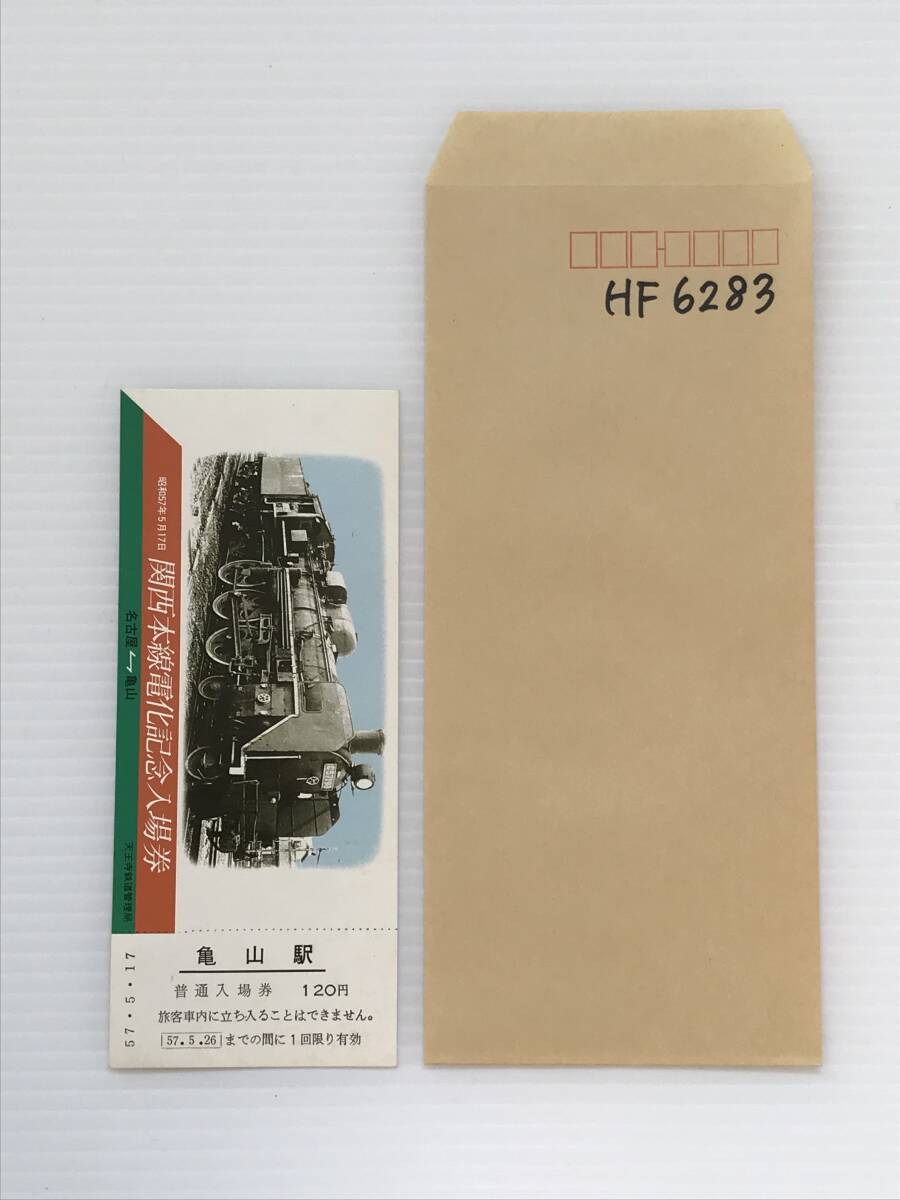 昭和57年5月17日
関西本線電化記念入場券
名古屋⇆亀山
天王寺鉄道管理局
亀山駅
普通入場券 120円
旅客車内に立ち入ることはできません。
57.5.26までの間に1回限り有効
57.5.17
HF 6283